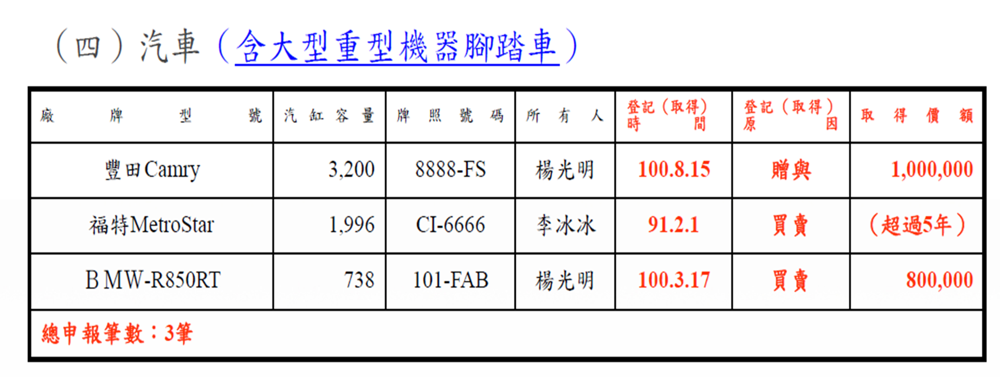 （四）汽車（含大型重型機器腳踏車）
廠牌型號 汽缸容量 牌照號碼 所有人 登記（取得）時間 登記（取得）原因 取得價額
豐田Camry 3,200 8888-FS 楊光明 100.8.15 贈與 1,000,000
福特MetroStar 1,996 CI-6666 李冰冰 91.2.1 買賣 （超過5年）
BMW-R850RT 738 101-FAB 楊光明 100.3.17 買賣 800,000
總申報筆數：3筆